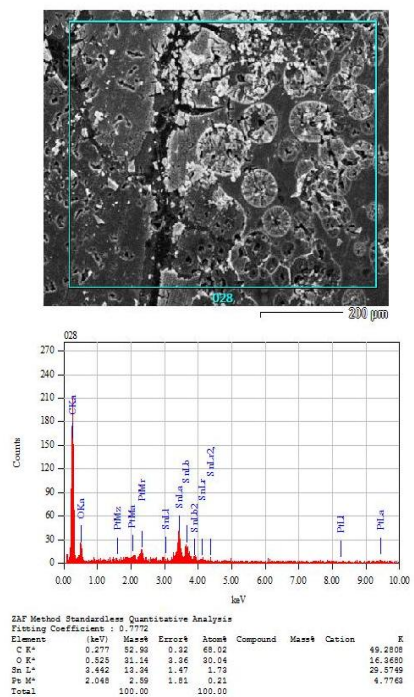 028
200 μm
028
Counts
270
240
210
180
150
120
90
60
30
0
CKa
OKa
PtMz
PtMa
PtMr
SnLl
SnLa
SnLb
SnLb2
SnLr
SnLr2,
PtLl
PtLa
0.00 1.00 2.00 3.00 4.00 5.00 6.00 7.00 8.00 9.00 10.00
keV
ZAF Method Standardless Quantitative Analysis
Fitting Coefficient : 0.7772
Element (keV) Mass% Error% Atom% Compound Mass% Cation K
C K* 0.277 52.93 0.32 68.02 49.2808
O K* 0.525 31.14 3.36 30.04 16.3680
Sn L* 3.442 13.34 1.47 1.73 29.5749
Pt M* 2.048 2.59 1.81 0.21 4.7763
Total 100.00 100.00